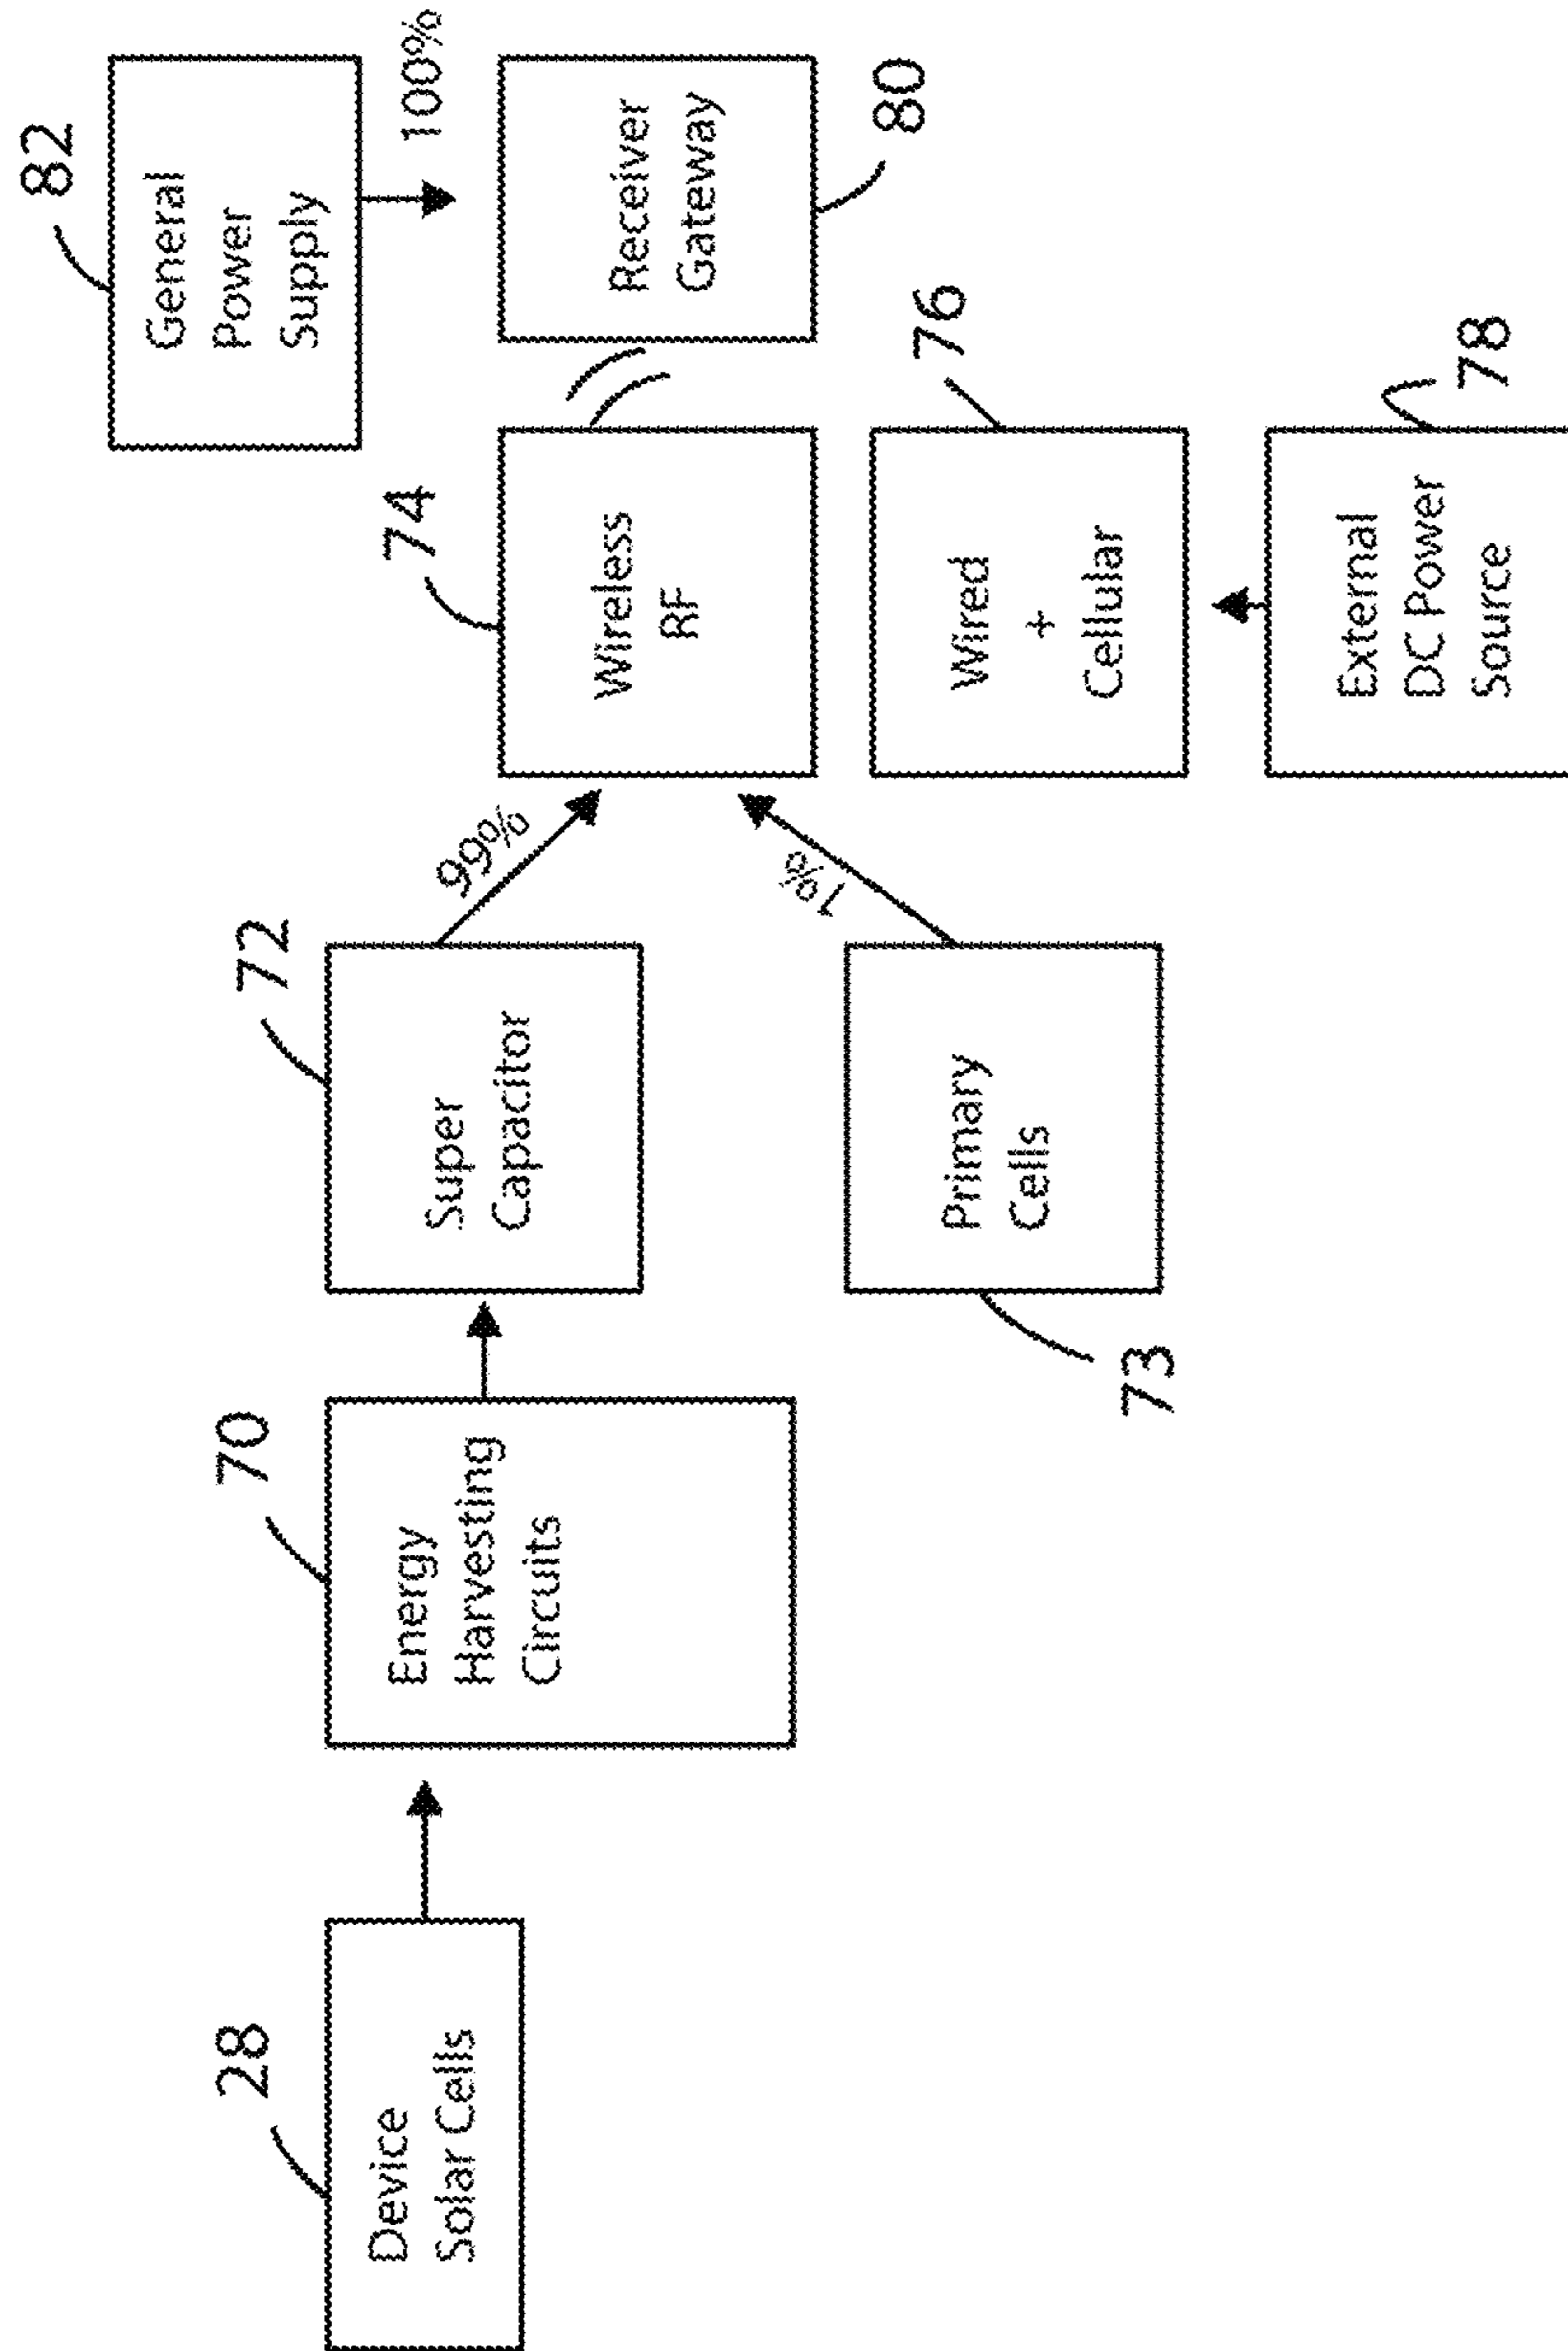 28
Device
Solar Cells
70
Energy
Harvesting
Circuits
72
Super
Capacitor
99%
73
Primary
Cells
1%
74
Wireless
RF
76
Wired
+
Cellular
78
External
DC Power
Source
82
General
Power
Supply
100%
Receiver
Gateway
80